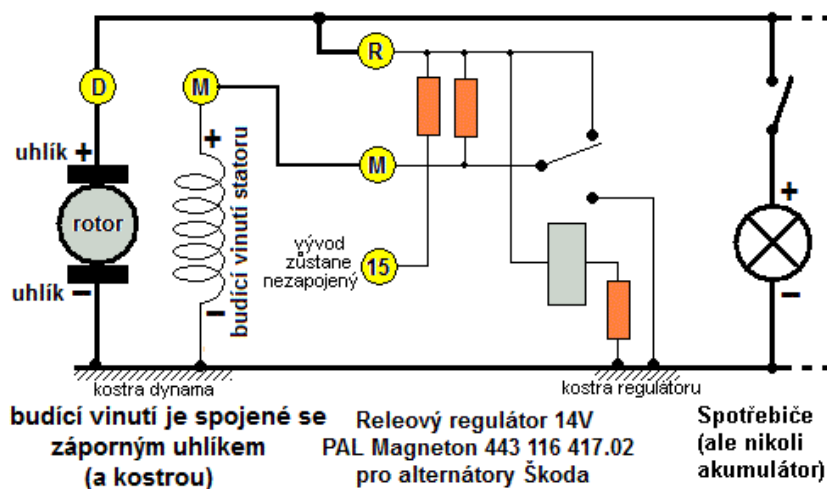 R
D
M
+
uhlík +
rotor
uhlík −
budící vinutí statoru
−
M
vývod
zůstane
nezapojený
15
+
−
kostra dynama
kostra regulátoru
budící vinutí je spojené se
záporným uhlíkem
(a kostrou)
Releový regulátor 14V
PAL Magneton 443 116 417.02
pro alternátory Škoda
Spotřebiče
(ale nikoli
akumulátor)